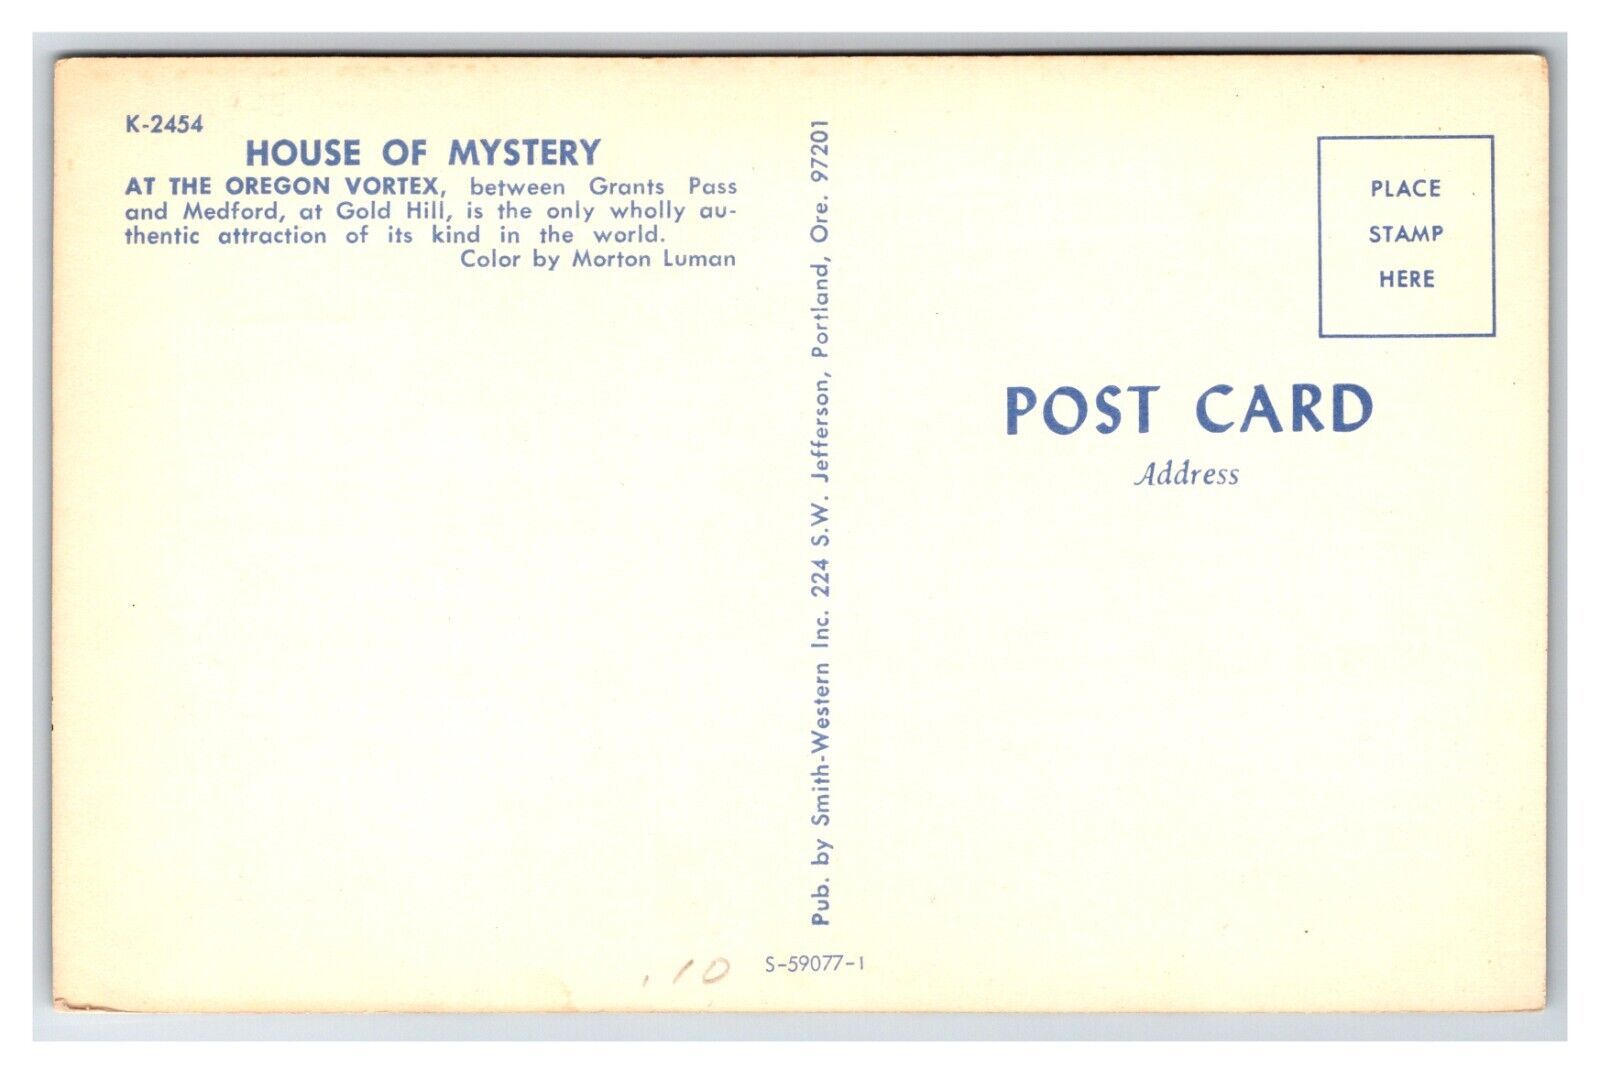 K-2454
HOUSE OF MYSTERY
AT THE OREGON VORTEX, between Grants Pass
and Medford, at Gold Hill, is the only wholly au-
thentic attraction of its kind in the world.
Color by Morton Luman
Pub. by Smith-Western Inc. 224 S.W. Jefferson, Portland, Ore. 97201
PLACE
STAMP
HERE
POST CARD
Address
.10
S-59077-1